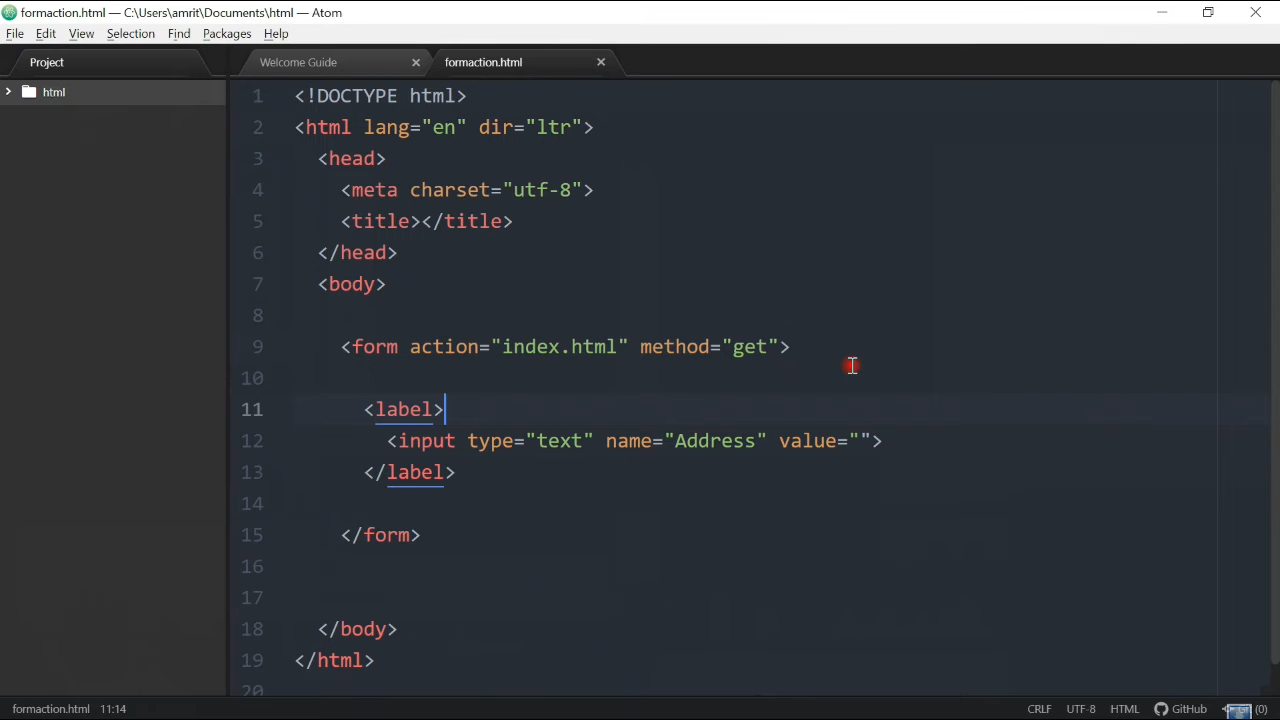 formaction.html — C:\Users\amrit\Documents\html — Atom
File Edit View Selection Find Packages Help
Project
Welcome Guide
formaction.html
html
1 <!DOCTYPE html>
2 <html lang="en" dir="ltr">
3 <head>
4 <meta charset="utf-8">
5 <title></title>
6 </head>
7 <body>
8
9 <form action="index.html" method="get">
10
11 <label>
12 <input type="text" name="Address" value="">
13 </label>
14
15 </form>
16
17
18 </body>
19 </html>
20
formaction.html 11:14 CRLF UTF-8 HTML GitHub (0)